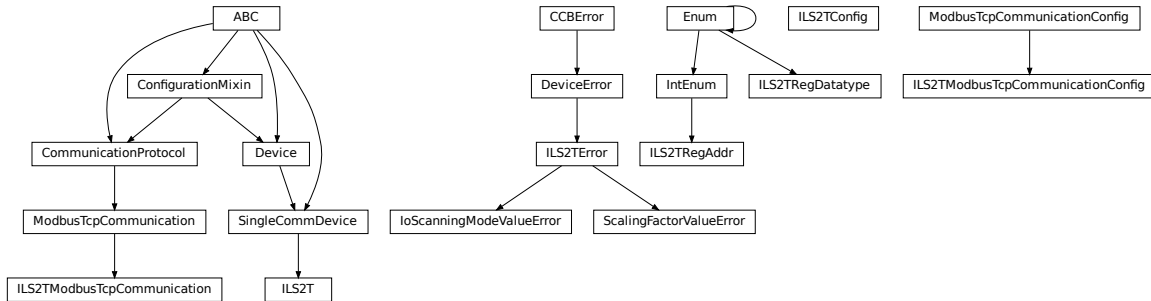 ABC
CCBError
Enum
ILS2TConfig
ModbusTcpCommunicationConfig
ConfigurationMixin
DeviceError
IntEnum
ILS2TRegDatatype
ILS2TModbusTcpCommunicationConfig
CommunicationProtocol
Device
ILS2TError
ILS2TRegAddr
ModbusTcpCommunication
SingleCommDevice
IoScanningModeValueError
ScalingFactorValueError
ILS2TModbusTcpCommunication
ILS2T